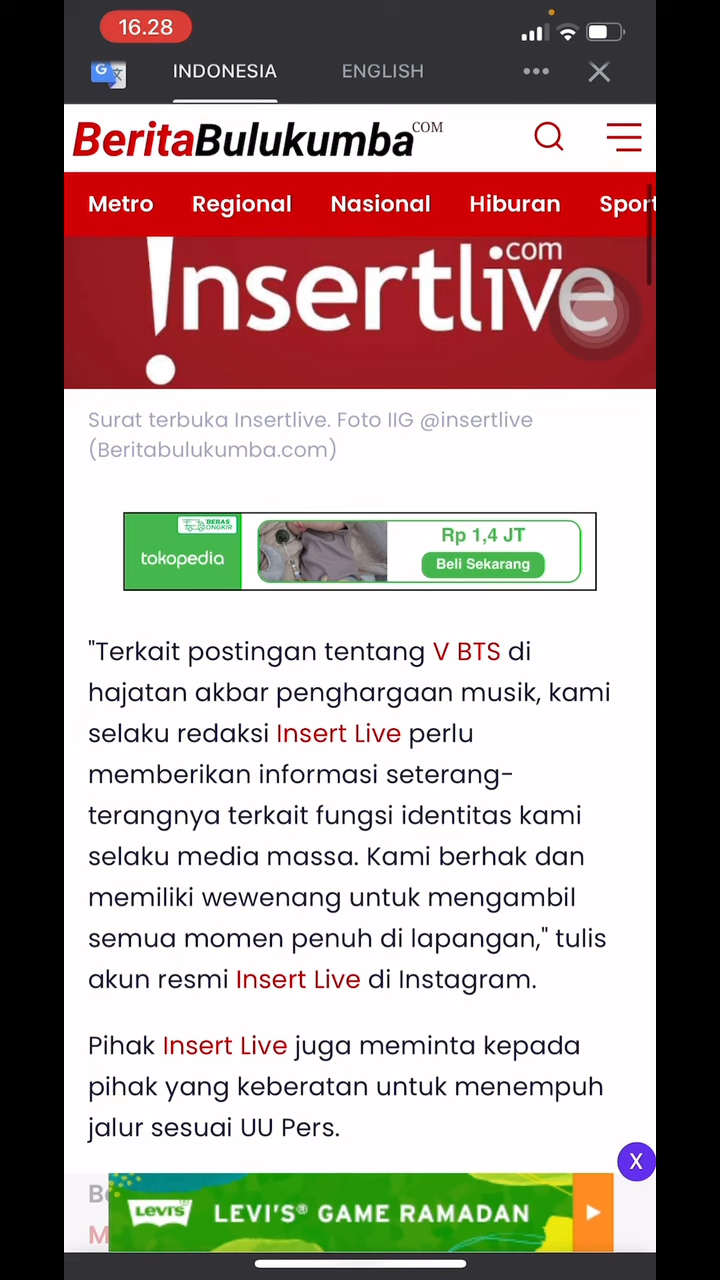 16.28
INDONESIA
ENGLISH
BeritaBulukumba.COM
Metro Regional Nasional Hiburan Sport
Insertlive.com
Surat terbuka Insertlive. Foto IIG @insertlive
(Beritabulukumba.com)
tokopedia
BEBAS ONGKIR
Rp 1,4 JT
Beli Sekarang
"Terkait postingan tentang V BTS di
hajatan akbar penghargaan musik, kami
selaku redaksi Insert Live perlu
memberikan informasi seterang-
terangnya terkait fungsi identitas kami
selaku media massa. Kami berhak dan
memiliki wewenang untuk mengambil
semua momen penuh di lapangan," tulis
akun resmi Insert Live di Instagram.
Pihak Insert Live juga meminta kepada
pihak yang keberatan untuk menempuh
jalur sesuai UU Pers.
X
LEVI'S
LEVI'S® GAME RAMADAN